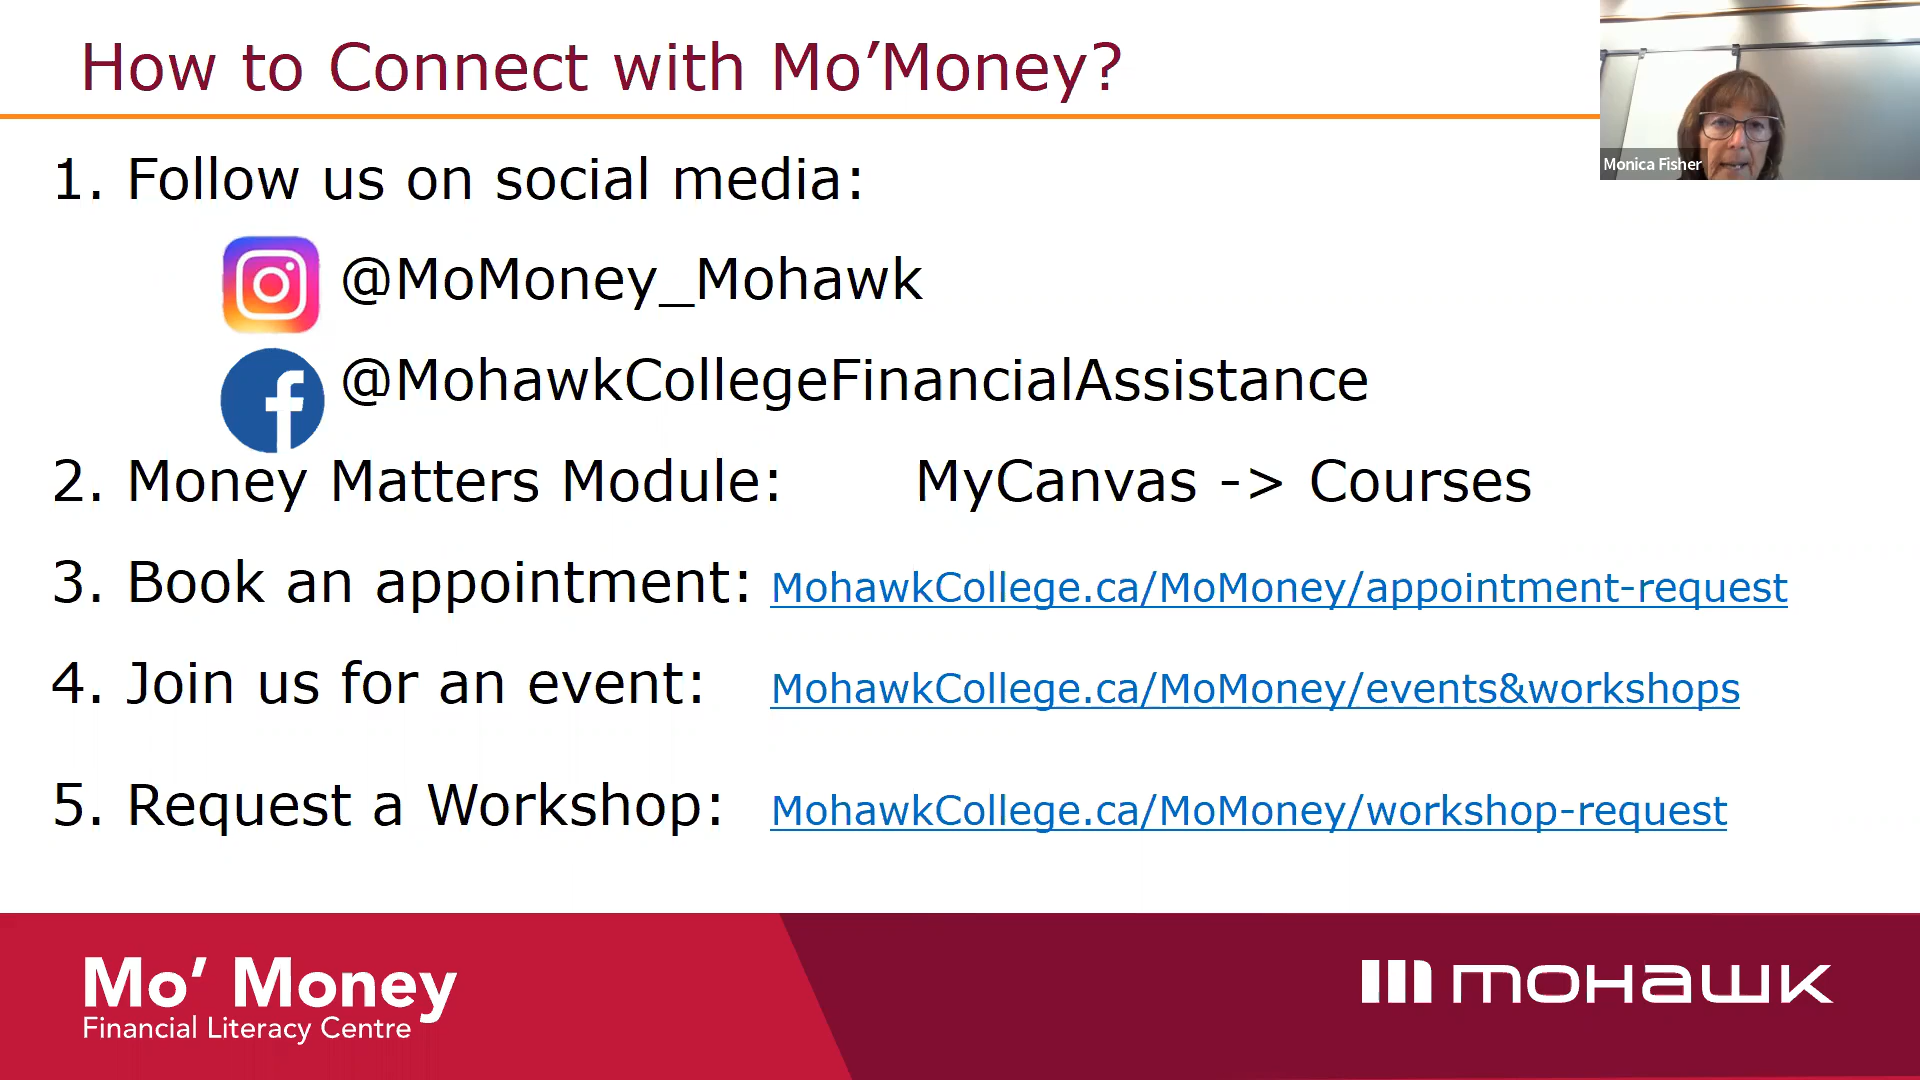 How to Connect with Mo’Money?
Monica Fisher
1. Follow us on social media:
@MoMoney_Mohawk
@MohawkCollegeFinancialAssistance
2. Money Matters Module: MyCanvas -> Courses
3. Book an appointment: MohawkCollege.ca/MoMoney/appointment-request
4. Join us for an event: MohawkCollege.ca/MoMoney/events&workshops
5. Request a Workshop: MohawkCollege.ca/MoMoney/workshop-request
Mo’ Money
Financial Literacy Centre
mohawk